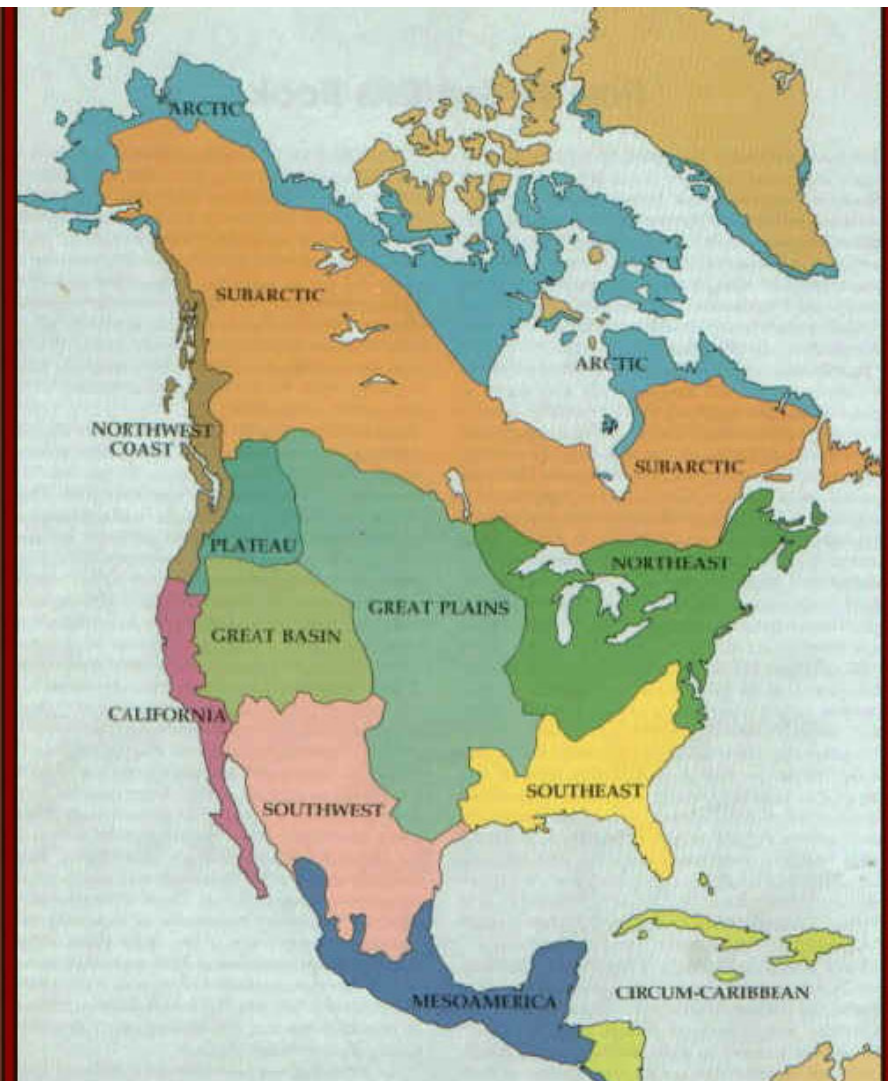 ARCTIC
SUBARCTIC
ARCTIC
NORTHWEST
COAST
SUBARCTIC
PLATEAU
NORTHEAST
GREAT PLAINS
GREAT BASIN
CALIFORNIA
SOUTHEAST
SOUTHWEST
CIRCUM-CARIBBEAN
MESOAMERICA